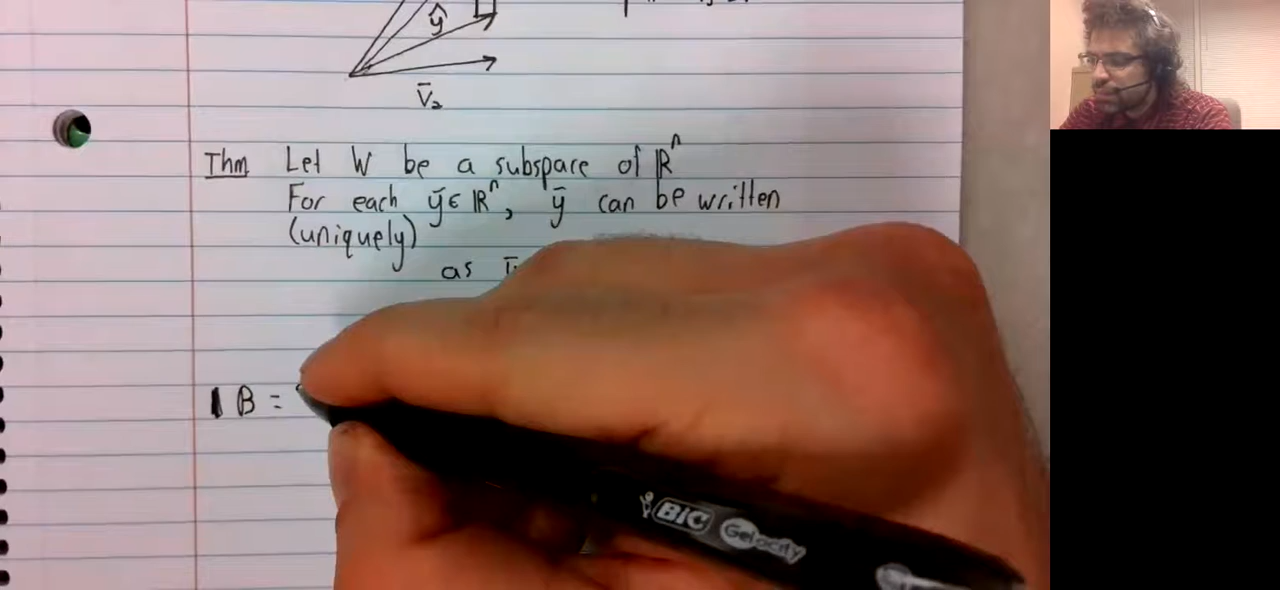 ŷ
v̄₂
Thm Let W be a subspace of ℝⁿ
For each ȳ ∈ ℝⁿ, ȳ can be written
(uniquely)
as
B =
BIC Gelocity